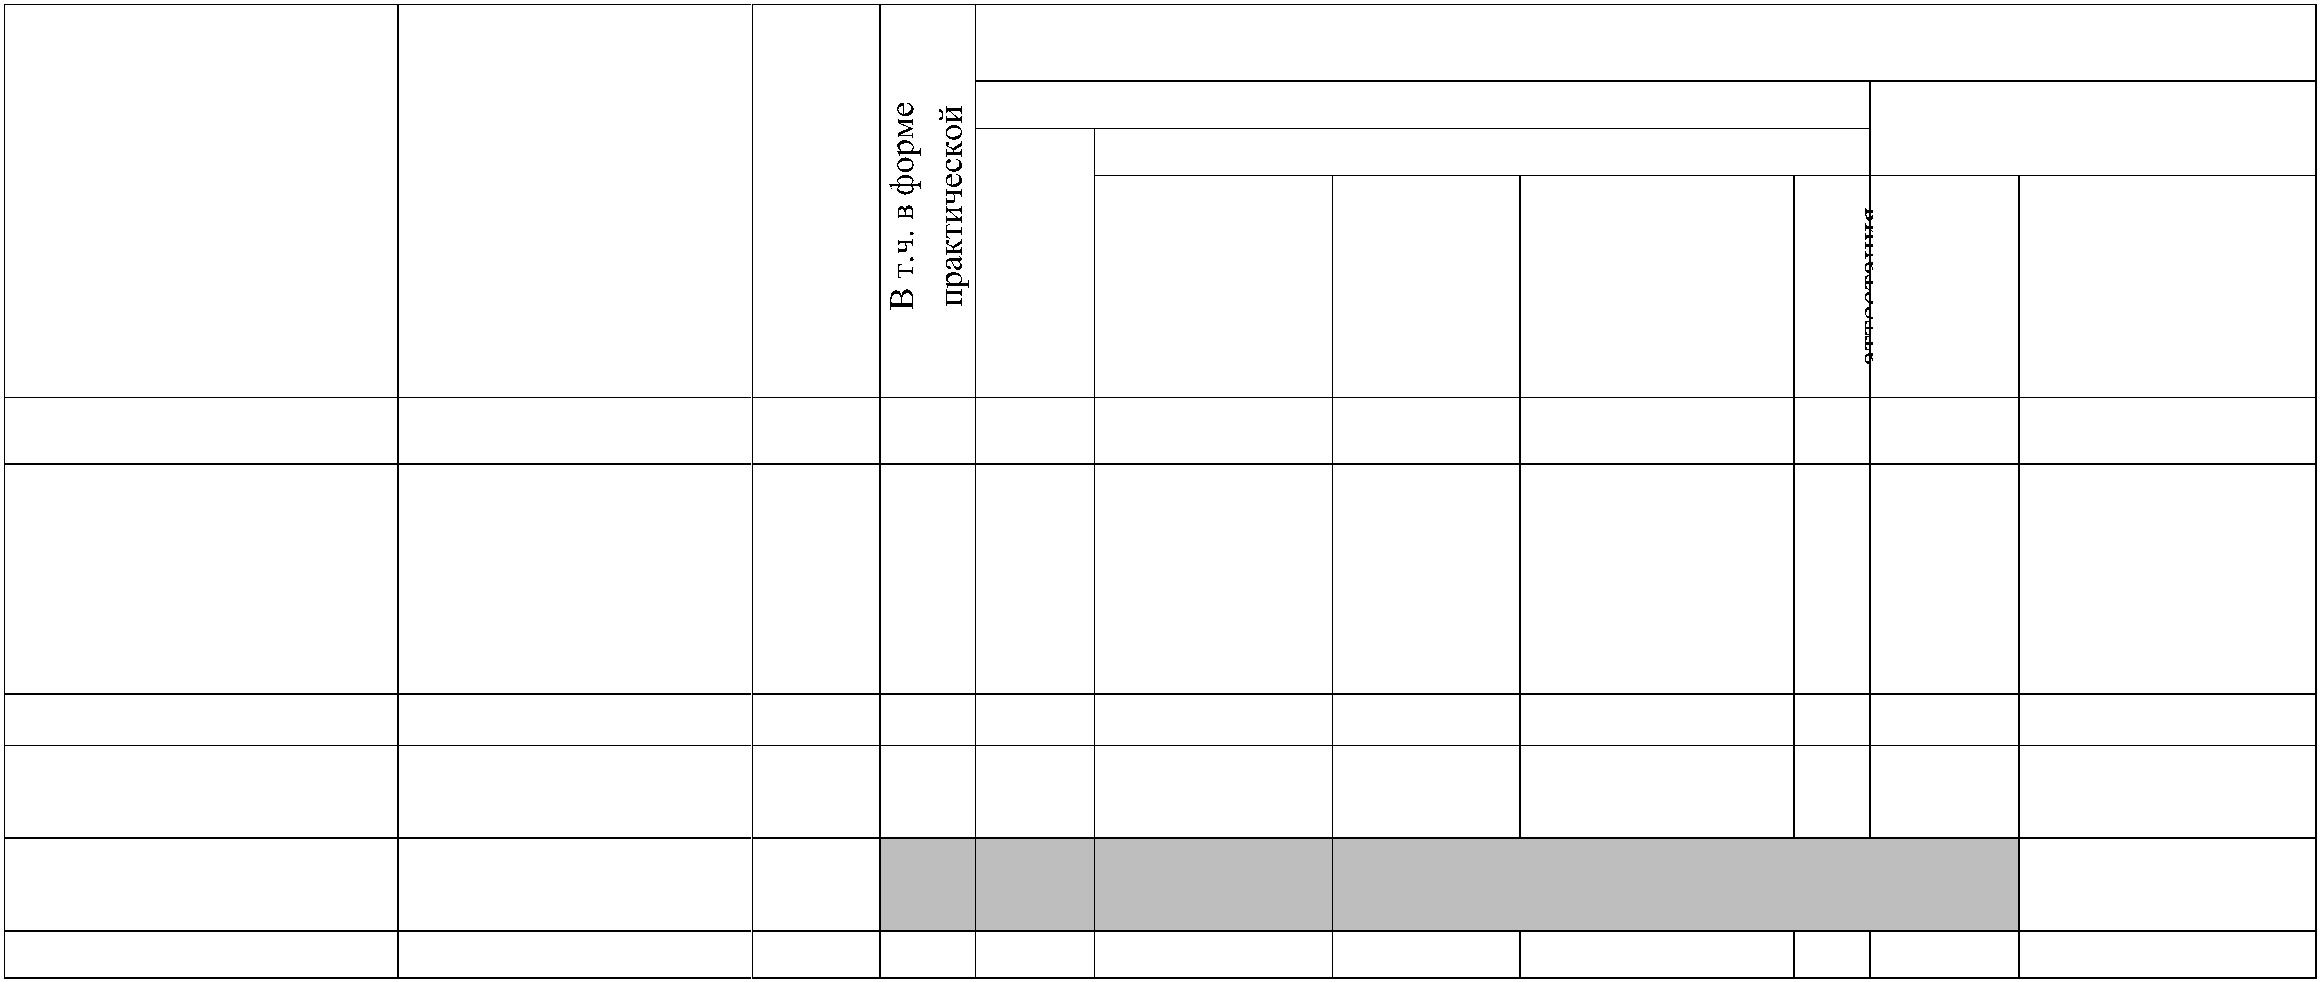 В т.ч. в форме
практической